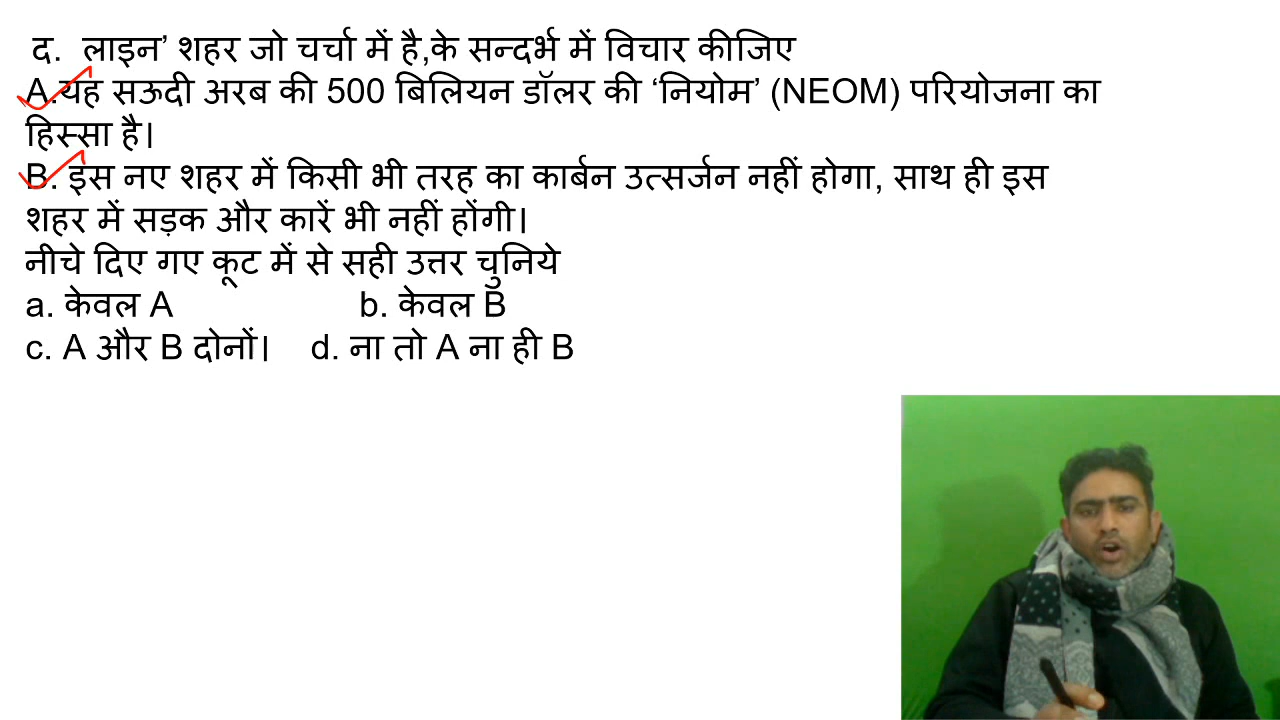 द. लाइन’ शहर जो चर्चा में है,के सन्दर्भ में विचार कीजिए
A.यह सऊदी अरब की 500 बिलियन डॉलर की ‘नियोम’ (NEOM) परियोजना का
हिस्सा है।
B. इस नए शहर में किसी भी तरह का कार्बन उत्सर्जन नहीं होगा, साथ ही इस
शहर में सड़क और कारें भी नहीं होंगी।
नीचे दिए गए कूट में से सही उत्तर चुनिये
a. केवल A b. केवल B
c. A और B दोनों। d. ना तो A ना ही B